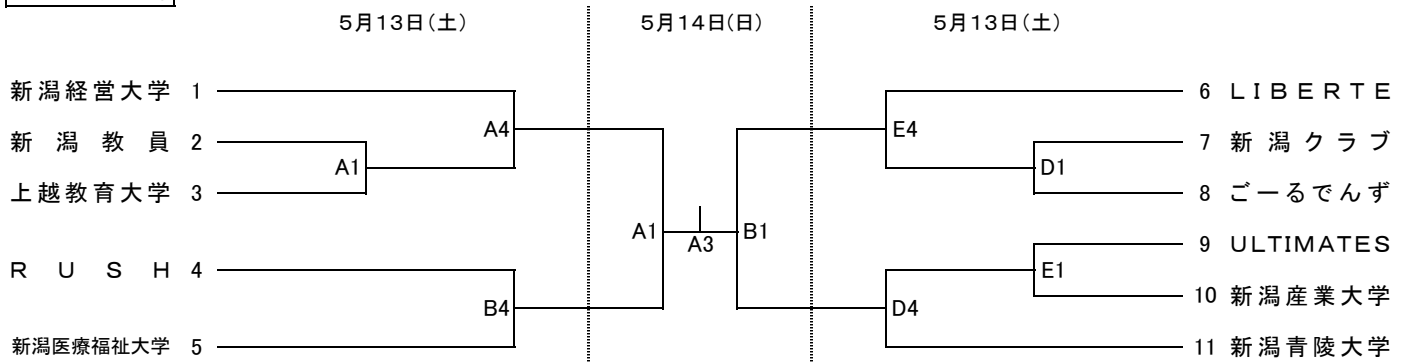 5月13日(土) 5月14日(日) 5月13日(土)
新潟経営大学 1
新潟教員 2
上越教育大学 3
RUSH 4
新潟医療福祉大学 5
A4
A1
B4
A1
A3
B1
E4
D1
E1
D4
6 LIBERTE
7 新潟クラブ
8 ごーるでんず
9 ULTIMATES
10 新潟産業大学
11 新潟青陵大学